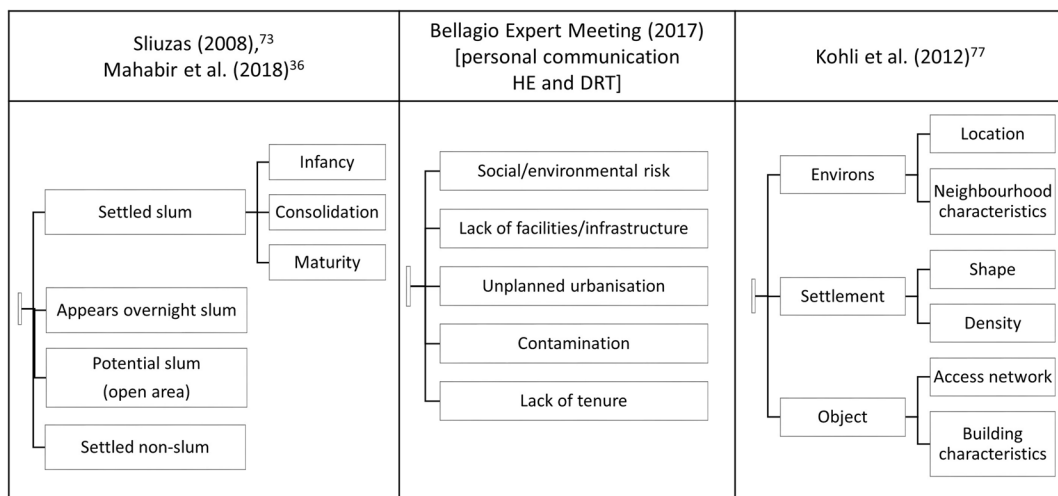 Sliuzas (2008),73
Mahabir et al. (2018)36
Bellagio Expert Meeting (2017)
[personal communication
HE and DRT]
Kohli et al. (2012)77
Settled slum
Infancy
Consolidation
Maturity
Appears overnight slum
Potential slum
(open area)
Settled non-slum
Social/environmental risk
Lack of facilities/infrastructure
Unplanned urbanisation
Contamination
Lack of tenure
Environs
Location
Neighbourhood
characteristics
Settlement
Shape
Density
Object
Access network
Building
characteristics